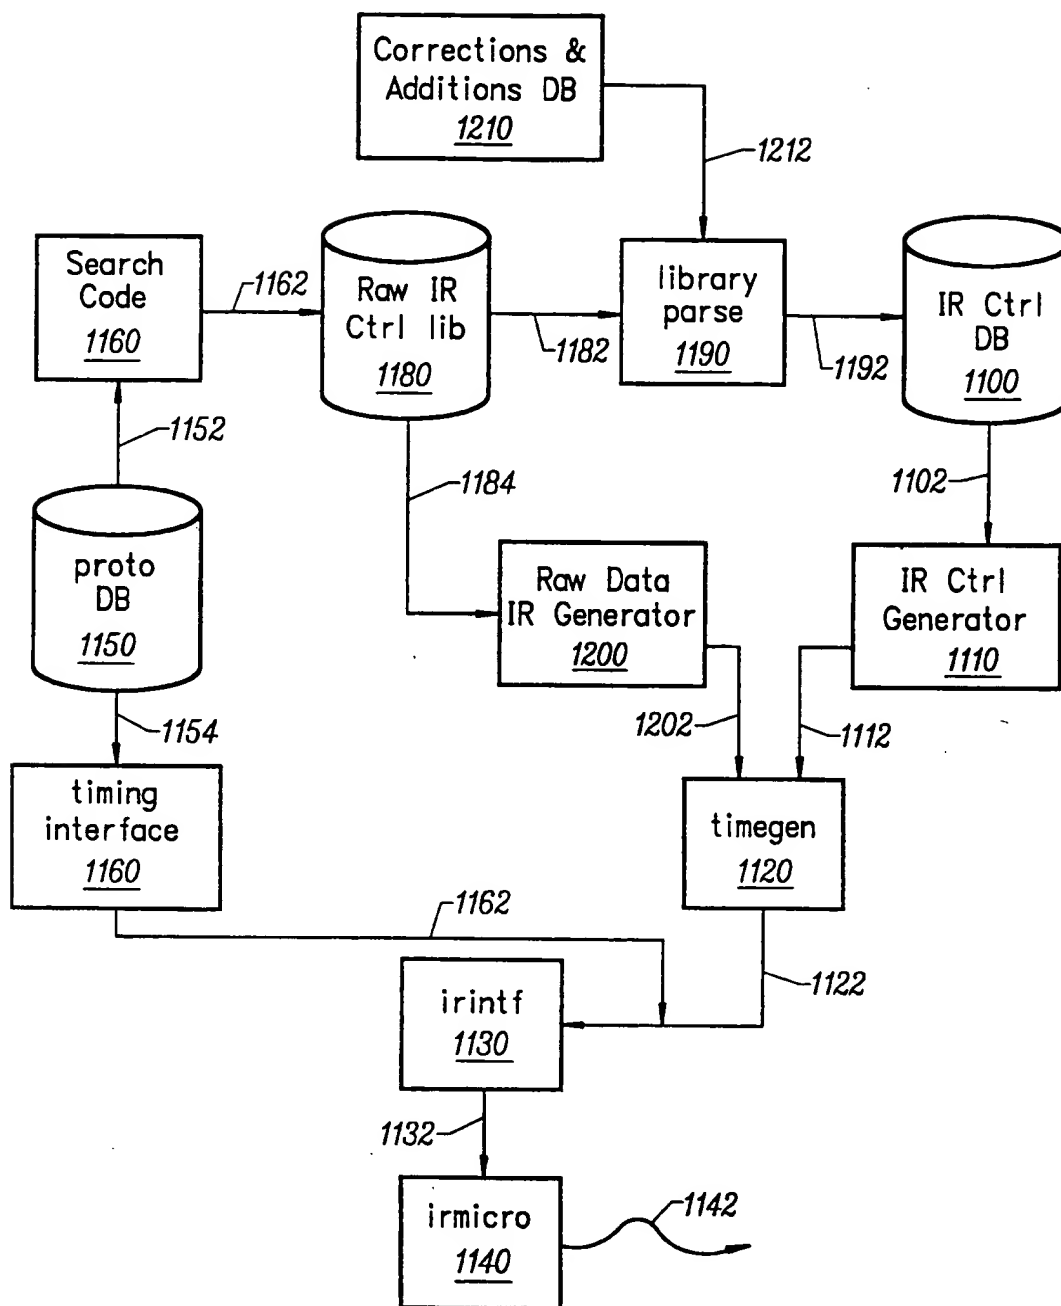 Corrections &
Additions DB
1210
1212
Search
Code
1160
1162
Raw IR
Ctrl lib
1180
1182
library
parse
1190
1192
IR Ctrl
DB
1100
1152
1184
1102
proto
DB
1150
Raw Data
IR Generator
1200
IR Ctrl
Generator
1110
1154
1202
1112
timing
interface
1160
timegen
1120
1162
1122
irintf
1130
1132
irmicro
1140
1142